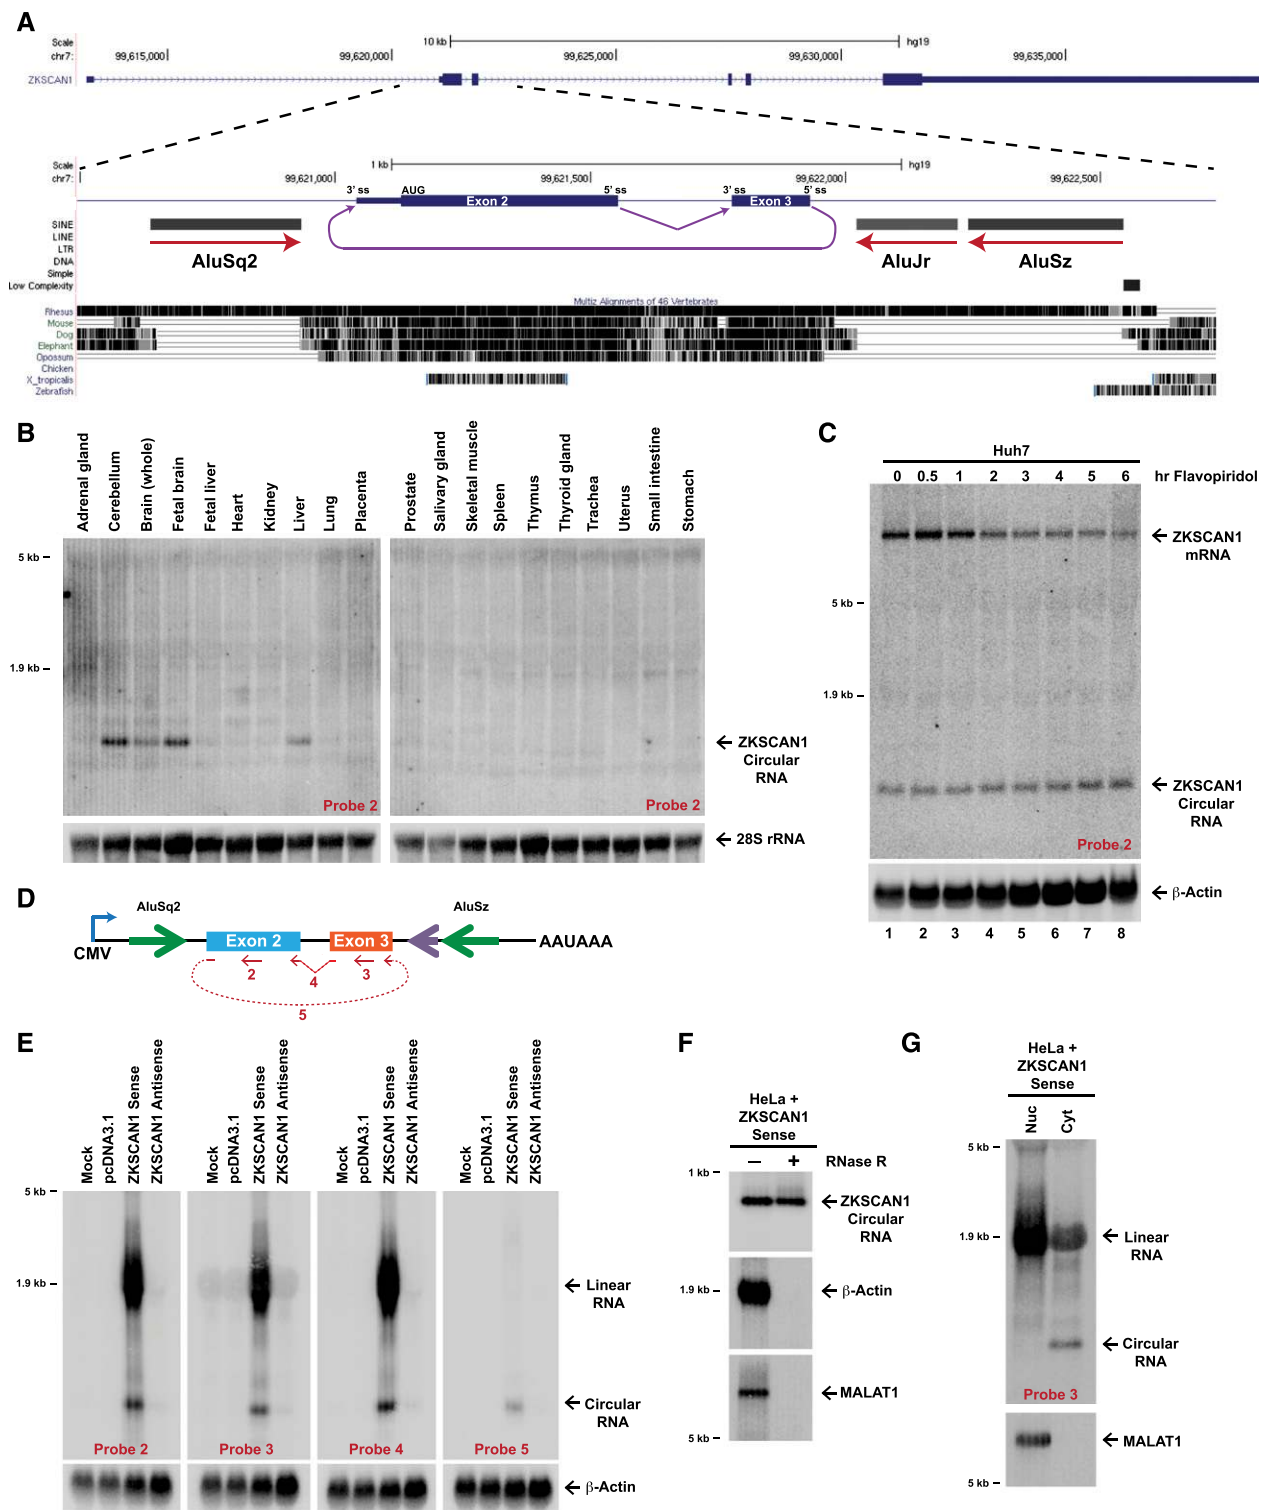 A
Scale 10 kb hg19
chr7: 99,615,000 99,620,000 99,625,000 99,630,000 99,635,000
ZKSCAN1
Scale 1 kb hg19
chr7: 99,621,000 99,621,500 99,622,000 99,622,500
3' ss AUG 5' ss 3' ss 5' ss
Exon 2 Exon 3
SINE
LINE
LTR
DNA
Simple
Low Complexity
AluSq2 AluJr AluSz
Multiz Alignments of 46 Vertebrates
Rhesus
Mouse
Dog
Elephant
Opossum
Chicken
X_tropicalis
Zebrafish
B
Adrenal gland
Cerebellum
Brain (whole)
Fetal brain
Fetal liver
Heart
Kidney
Liver
Lung
Placenta
Prostate
Salivary gland
Skeletal muscle
Spleen
Thymus
Thyroid gland
Trachea
Uterus
Small intestine
Stomach
5 kb
1.9 kb
ZKSCAN1
Circular
RNA
Probe 2 Probe 2
28S rRNA
C
Huh7
0 0.5 1 2 3 4 5 6 hr Flavopiridol
ZKSCAN1
mRNA
5 kb
1.9 kb
ZKSCAN1
Circular
RNA
Probe 2
β-Actin
1 2 3 4 5 6 7 8
D
AluSq2 AluSz
CMV Exon 2 Exon 3 AAUAAA
2 4 3
5
E
Mock
pcDNA3.1
ZKSCAN1 Sense
ZKSCAN1 Antisense
Mock
pcDNA3.1
ZKSCAN1 Sense
ZKSCAN1 Antisense
Mock
pcDNA3.1
ZKSCAN1 Sense
ZKSCAN1 Antisense
Mock
pcDNA3.1
ZKSCAN1 Sense
ZKSCAN1 Antisense
5 kb
1.9 kb
Linear
RNA
Circular
RNA
Probe 2 Probe 3 Probe 4 Probe 5
β-Actin
F
HeLa +
ZKSCAN1
Sense
– + RNase R
1 kb
ZKSCAN1
Circular
RNA
1.9 kb
β-Actin
MALAT1
5 kb
G
HeLa +
ZKSCAN1
Sense
Nuc
Cyt
5 kb
1.9 kb
Linear
RNA
Circular
RNA
Probe 3
MALAT1
5 kb